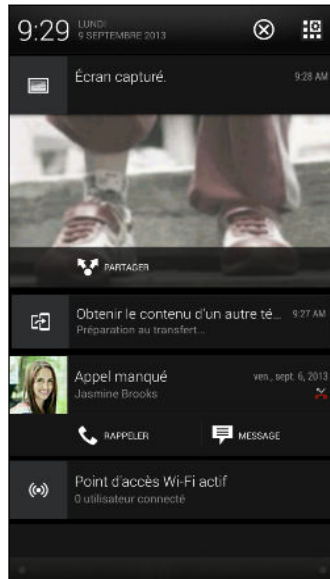 9:29
LUNDI
9 SEPTEMBRE 2013
Écran capturé.
9:28 AM
PARTAGER
Obtenir le contenu d'un autre té...
9:27 AM
Préparation au transfert...
Appel manqué
ven., sept. 6, 2013
Jasmine Brooks
RAPPELER
MESSAGE
Point d'accès Wi-Fi actif
0 utilisateur connecté